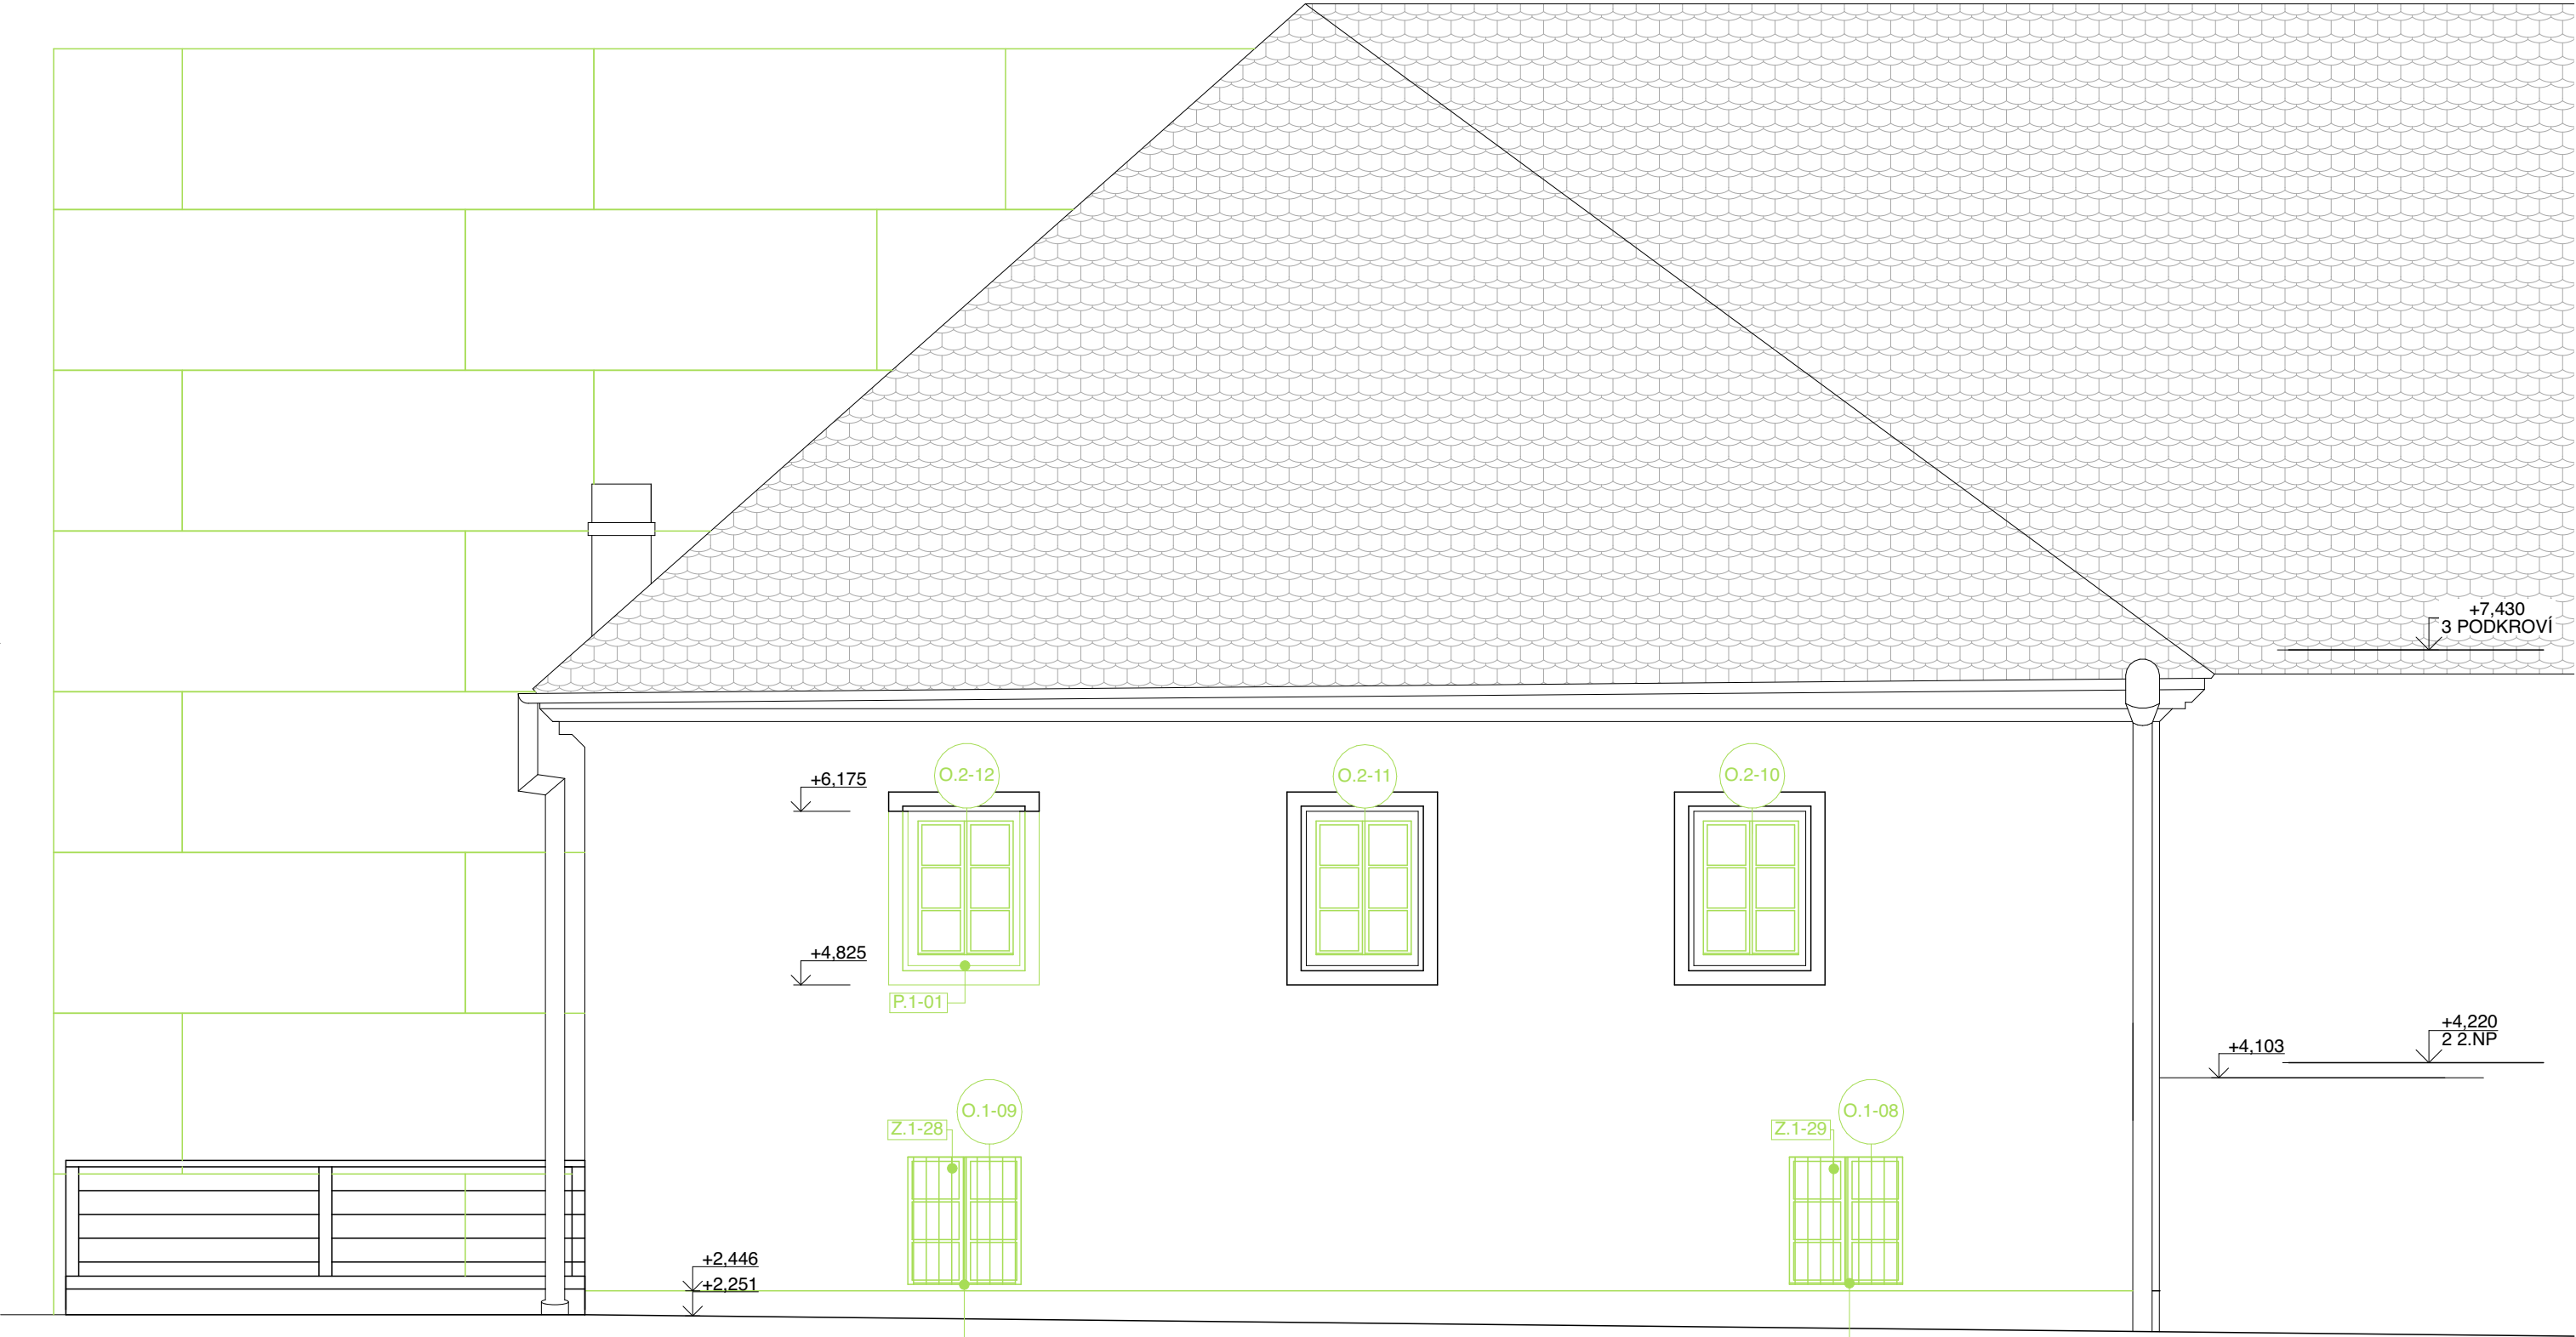 +7,430
3 PODKROVÍ
O.2-12
O.2-11
O.2-10
+6,175
+4,825
P.1-01
+4,220
2 2.NP
+4,103
O.1-09
O.1-08
Z.1-28
Z.1-29
+2,446
+2,251